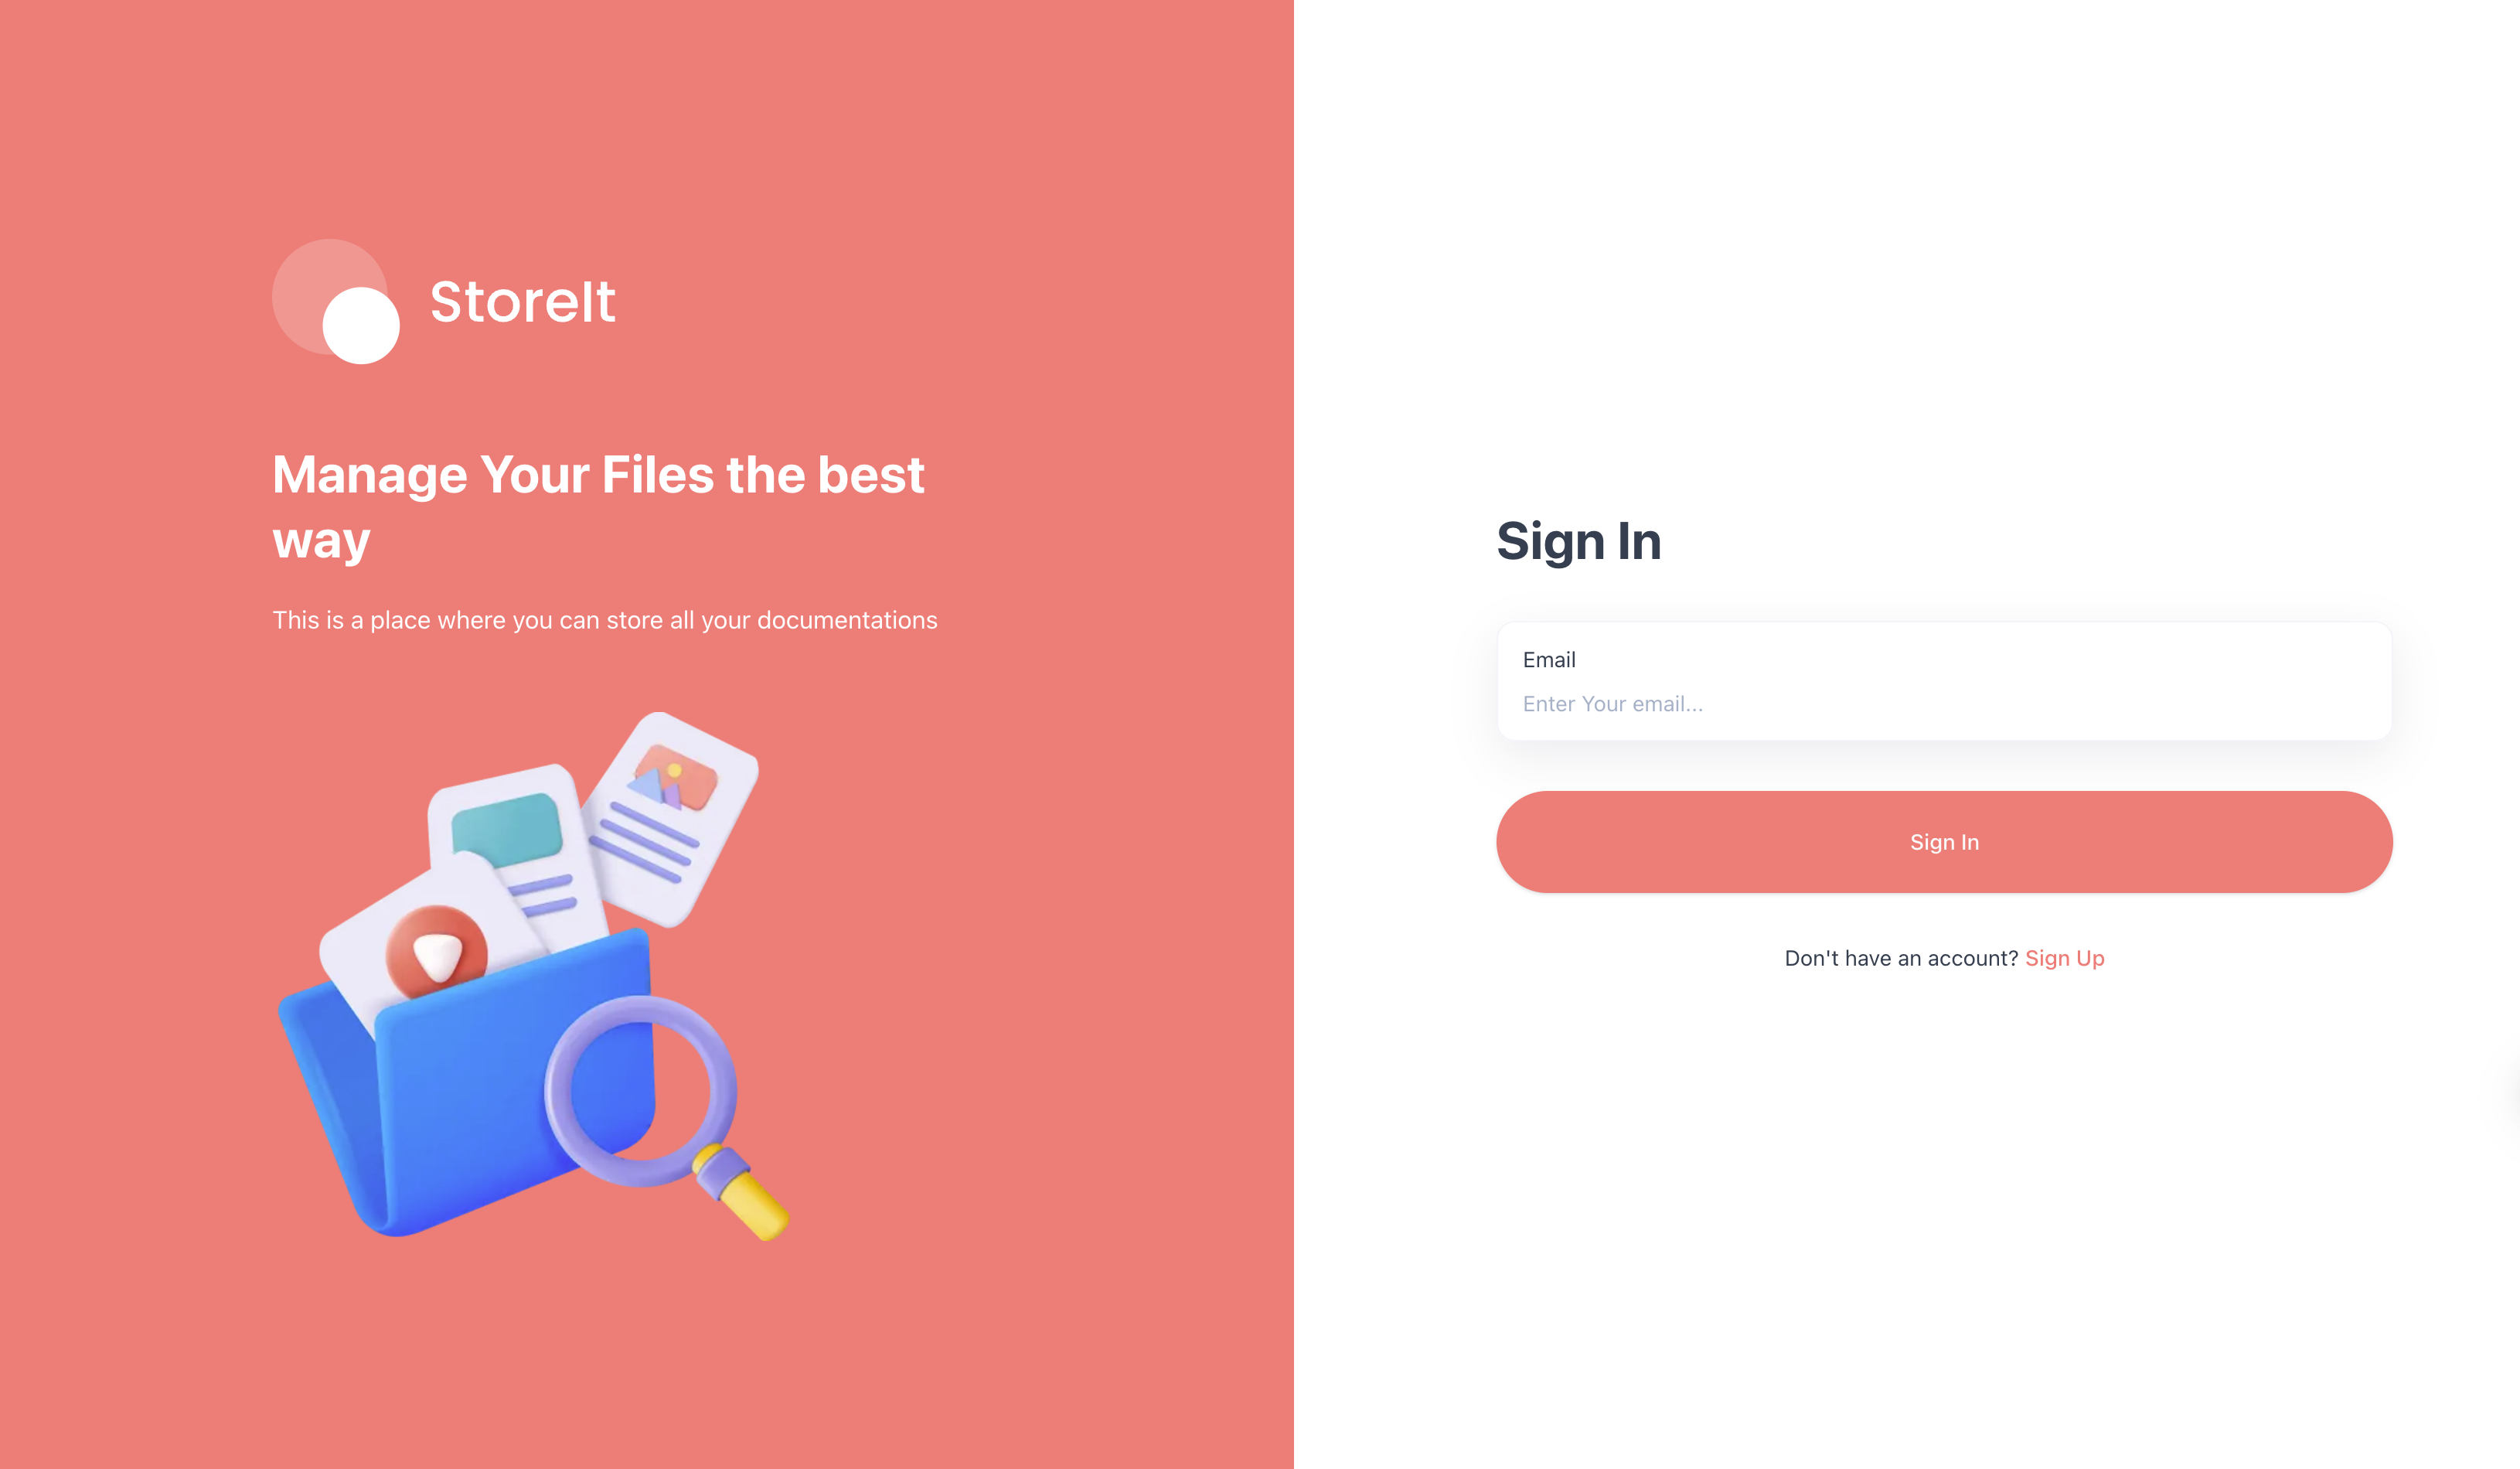 StoreIt
Manage Your Files the best
way
This is a place where you can store all your documentations
Sign In
Email
Enter Your email...
Sign In
Don't have an account? Sign Up